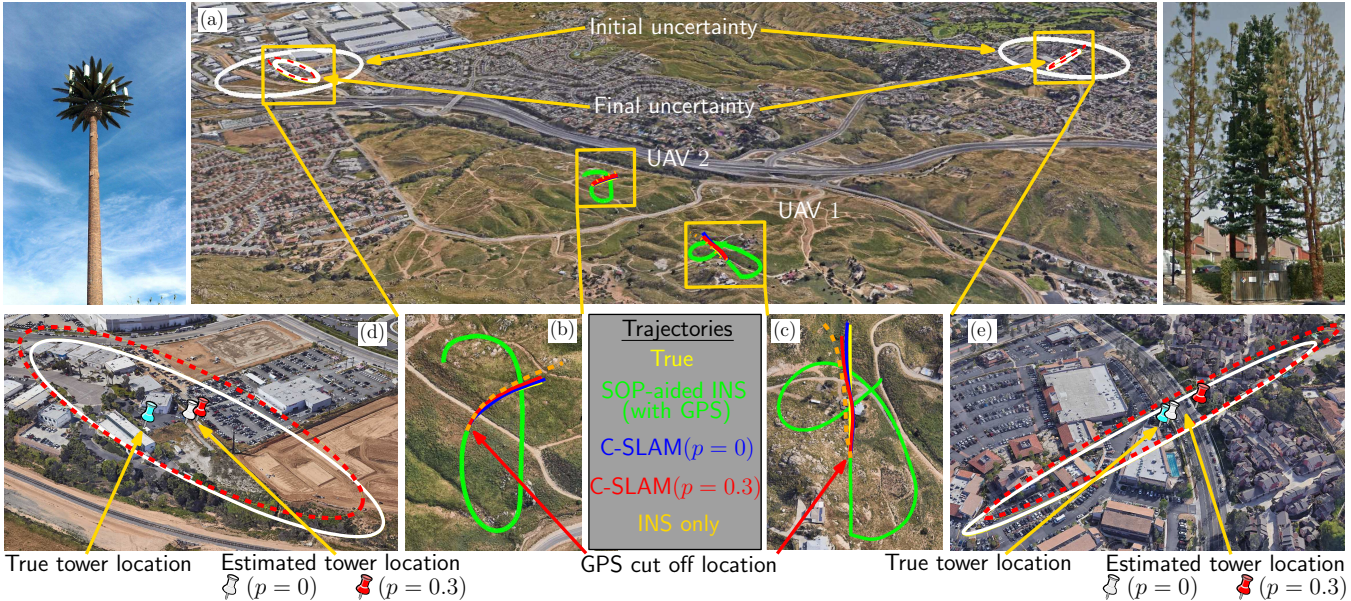 (a)
Initial uncertainty
Final uncertainty
UAV 2
UAV 1
(d)
(b)
Trajectories
True
SOP-aided INS
(with GPS)
C-SLAM(p = 0)
C-SLAM(p = 0.3)
INS only
(c)
(e)
True tower location
Estimated tower location
(p = 0)
(p = 0.3)
GPS cut off location
True tower location
Estimated tower location
(p = 0)
(p = 0.3)